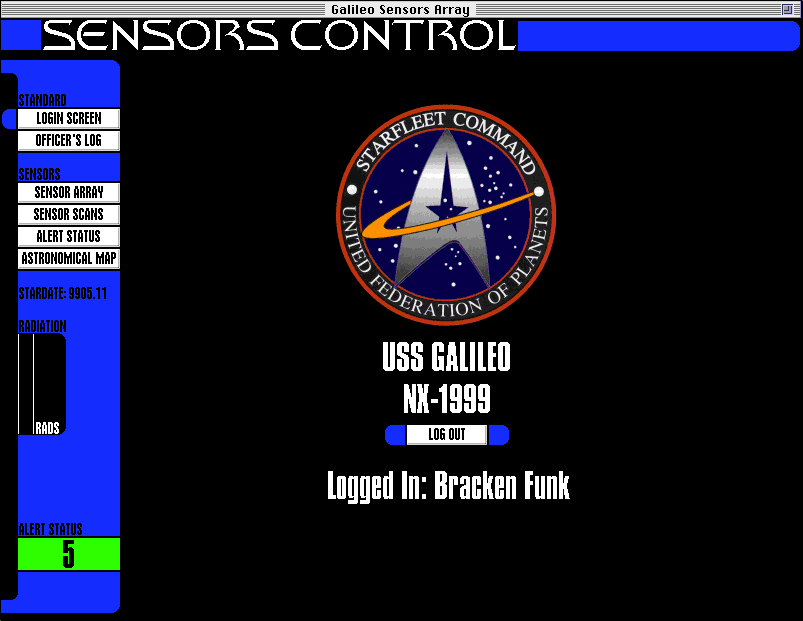 Galileo Sensors Array
SENSORS CONTROL
STANDARD
LOGIN SCREEN
OFFICER'S LOG
SENSORS
SENSOR ARRAY
SENSOR SCANS
ALERT STATUS
ASTRONOMICAL MAP
STARDATE: 9905.11
RADIATION
RADS
ALERT STATUS
5
STARFLEET COMMAND
UNITED FEDERATION OF PLANETS
USS GALILEO
NX-1999
LOG OUT
Logged In: Bracken Funk